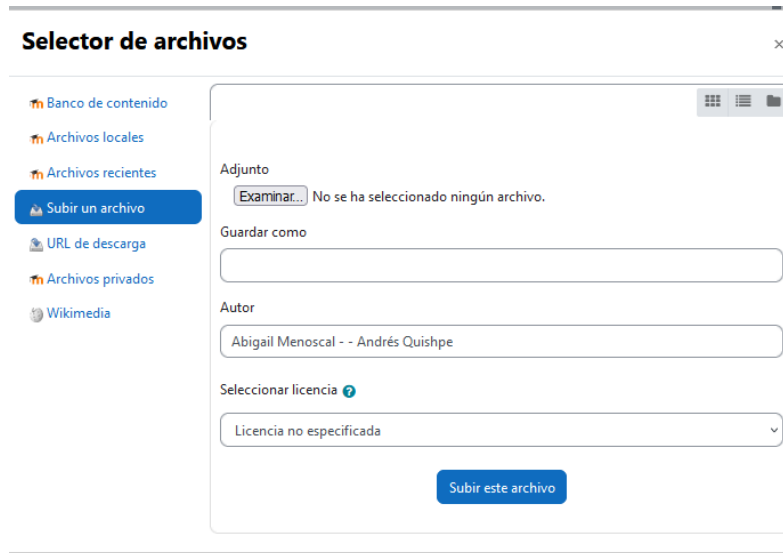 Selector de archivos
×
Banco de contenido
Archivos locales
Archivos recientes
Subir un archivo
URL de descarga
Archivos privados
Wikimedia
Adjunto
Examinar... No se ha seleccionado ningún archivo.
Guardar como
Autor
Abigail Menoscal - - Andrés Quishpe
Seleccionar licencia ?
Licencia no especificada
Subir este archivo